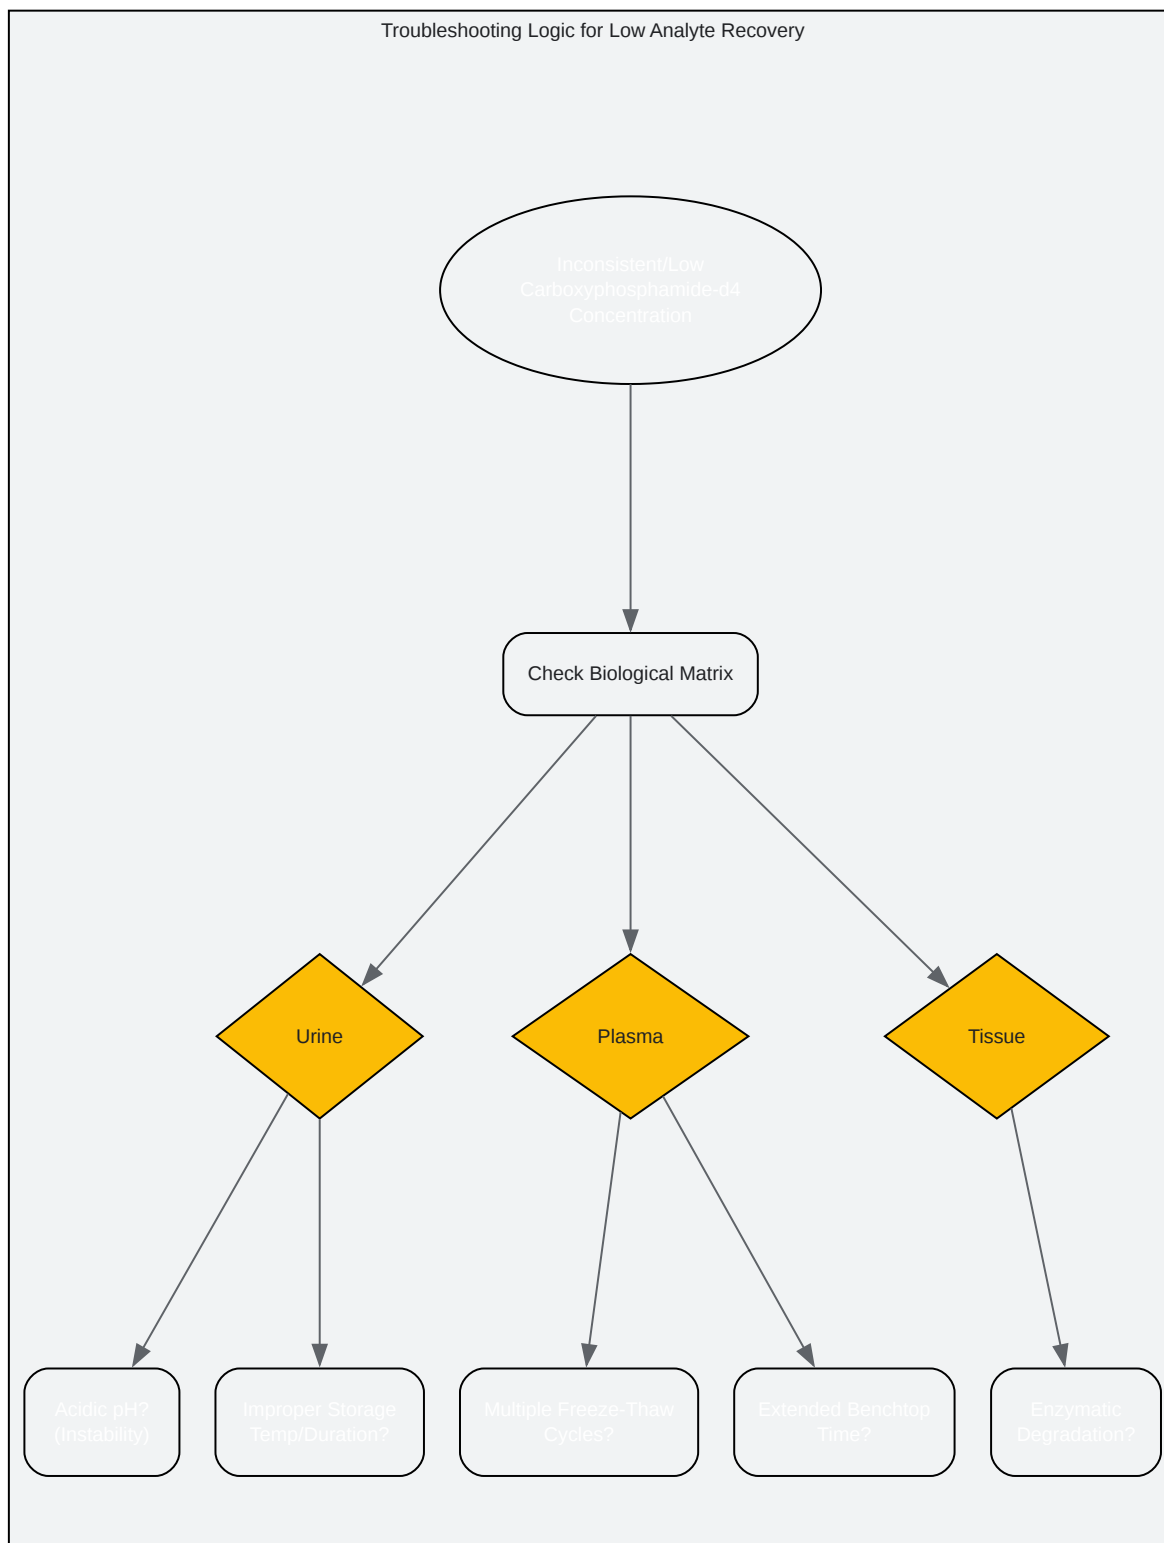 Troubleshooting Logic for Low Analyte Recovery
Inconsistent/Low
Carboxyphosphamide-d4
Concentration
Check Biological Matrix
Urine
Plasma
Tissue
Acidic pH?
(Instability)
Improper Storage
Temp/Duration?
Multiple Freeze-Thaw
Cycles?
Extended Benchtop
Time?
Enzymatic
Degradation?